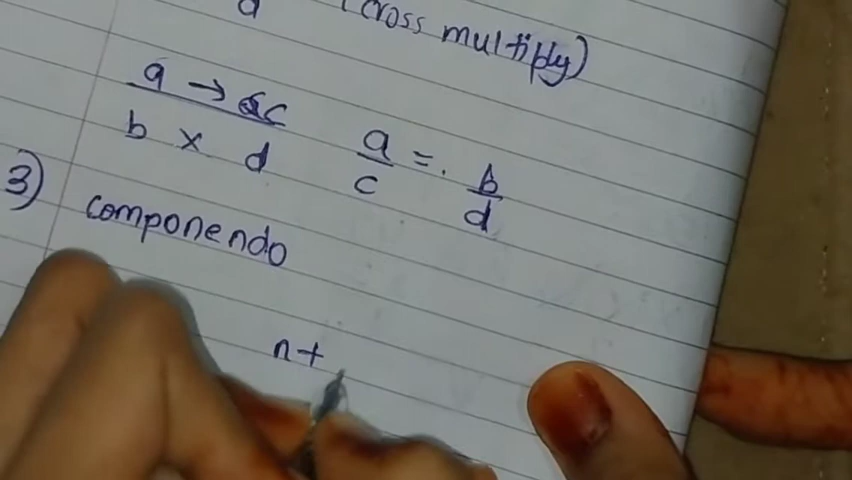 d (cross multiply)
a → c
b × d
a/c = b/d
3) componendo
n+